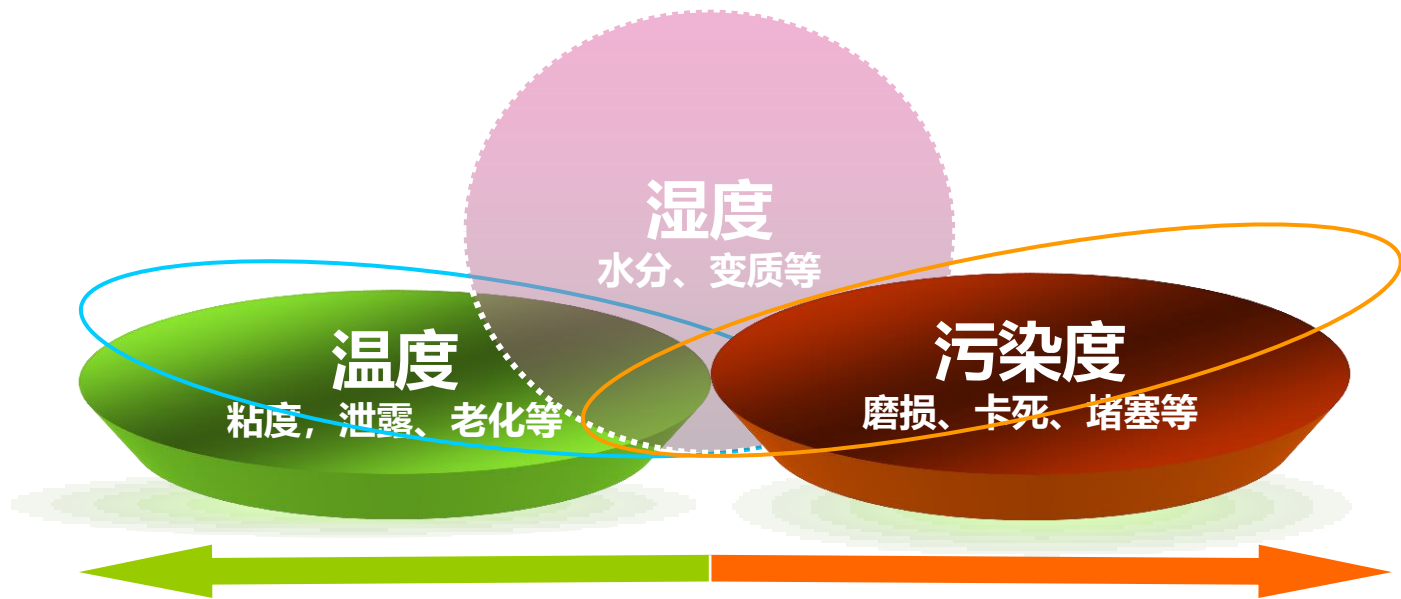 湿度
水分、变质等
温度
粘度，泄露、老化等
污染度
磨损、卡死、堵塞等